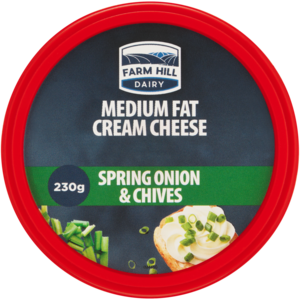 FARM HILL
DAIRY
MEDIUM FAT
CREAM CHEESE
SPRING ONION
& CHIVES
230g